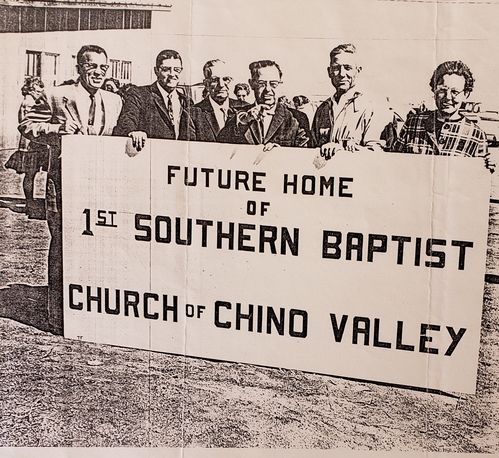 FUTURE HOME
OF
1ST SOUTHERN BAPTIST
CHURCH OF CHINO VALLEY